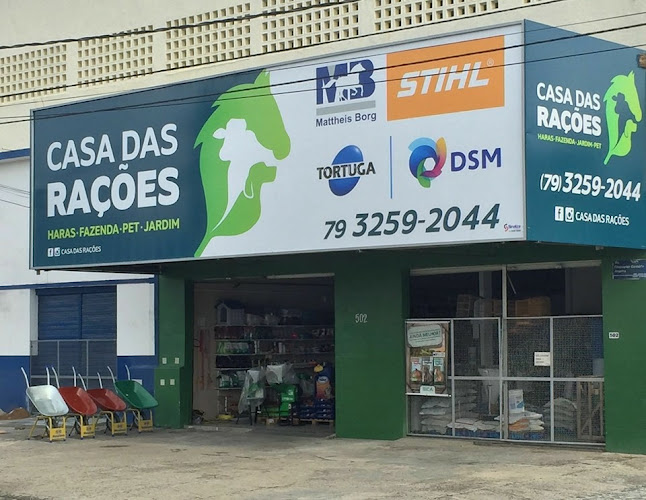 CASA DAS
RAÇÕES
HARAS•FAZENDA•PET•JARDIM
CASA DAS RAÇÕES
MB
Mattheis Borg
STIHL®
TORTUGA
DSM
79 3259-2044
CASA DAS
RAÇÕES
HARAS•FAZENDA•JARDIM•PET
(79) 3259-2044
CASA DAS RAÇÕES
502
502